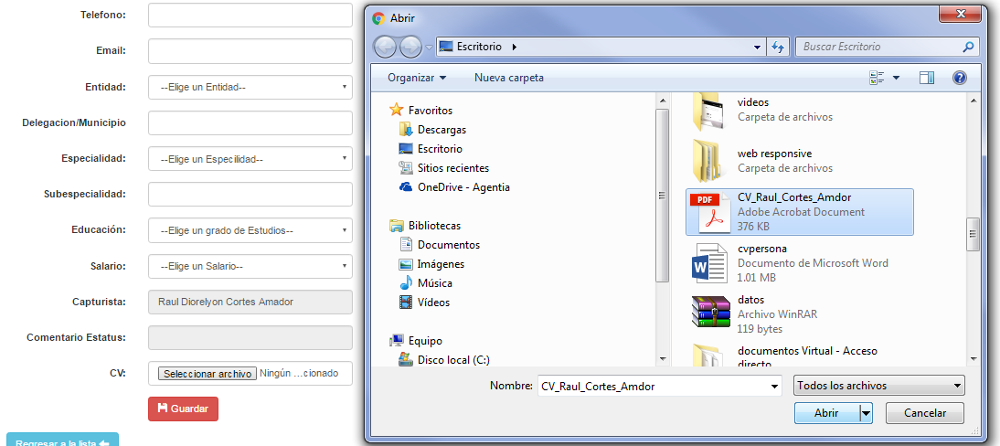 Telefono:
Email:
Entidad:
--Elige un Entidad--
Delegacion/Municipio
Especialidad:
--Elige un Especilidad--
Subespecialidad:
Educación:
--Elige un grado de Estudios--
Salario:
--Elige un Salario--
Capturista:
Raul Diorelyon Cortes Amador
Comentario Estatus:
CV:
Seleccionar archivo Ningún ...cionado
Guardar
Regresar a la lista
Abrir
Escritorio
Buscar Escritorio
Organizar
Nueva carpeta
Favoritos
Descargas
Escritorio
Sitios recientes
OneDrive - Agentia
Bibliotecas
Documentos
Imágenes
Música
Vídeos
Equipo
Disco local (C:)
videos
Carpeta de archivos
web responsive
Carpeta de archivos
PDF
CV_Raul_Cortes_Amdor
Adobe Acrobat Document
376 KB
cvpersona
Documento de Microsoft Word
1.01 MB
datos
Archivo WinRAR
119 bytes
documentos Virtual - Acceso
directo
Nombre:
CV_Raul_Cortes_Amdor
Todos los archivos
Abrir
Cancelar